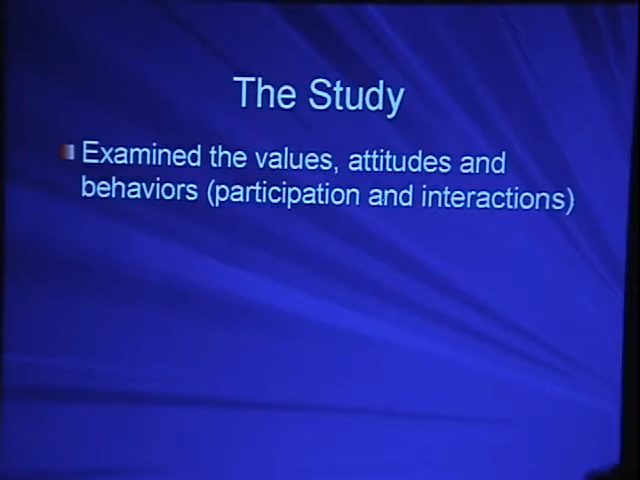 The Study
Examined the values, attitudes and
behaviors (participation and interactions)